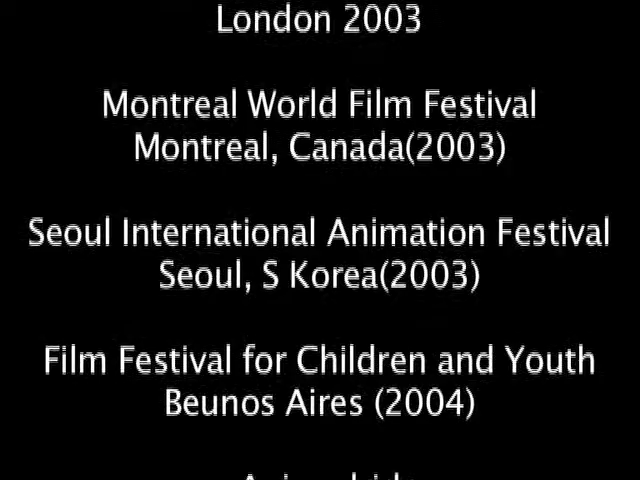 London 2003
Montreal World Film Festival
Montreal, Canada(2003)
Seoul International Animation Festival
Seoul, S Korea(2003)
Film Festival for Children and Youth
Beunos Aires (2004)